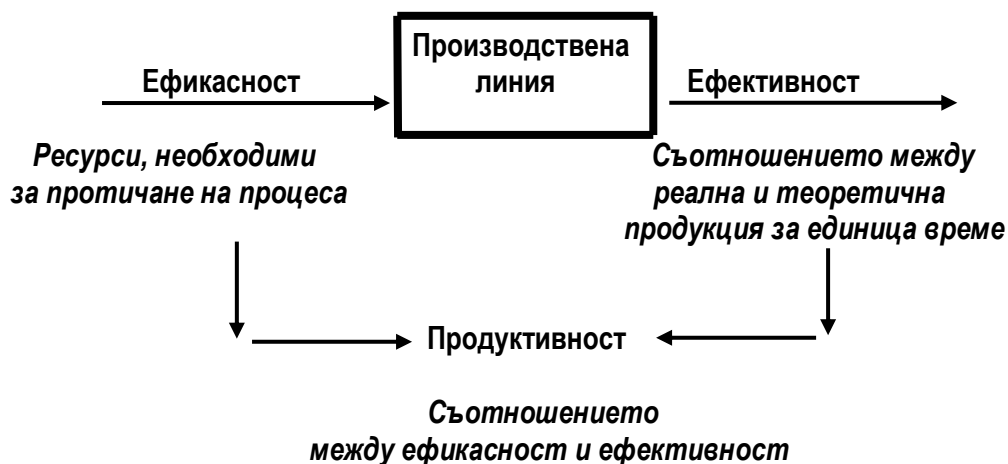 Производствена
линия
Ефикасност
Ефективност
Ресурси, необходими
за протичане на процеса
Съотношението между
реална и теоретична
продукция за единица време
Продуктивност
Съотношението
между ефикасност и ефективност